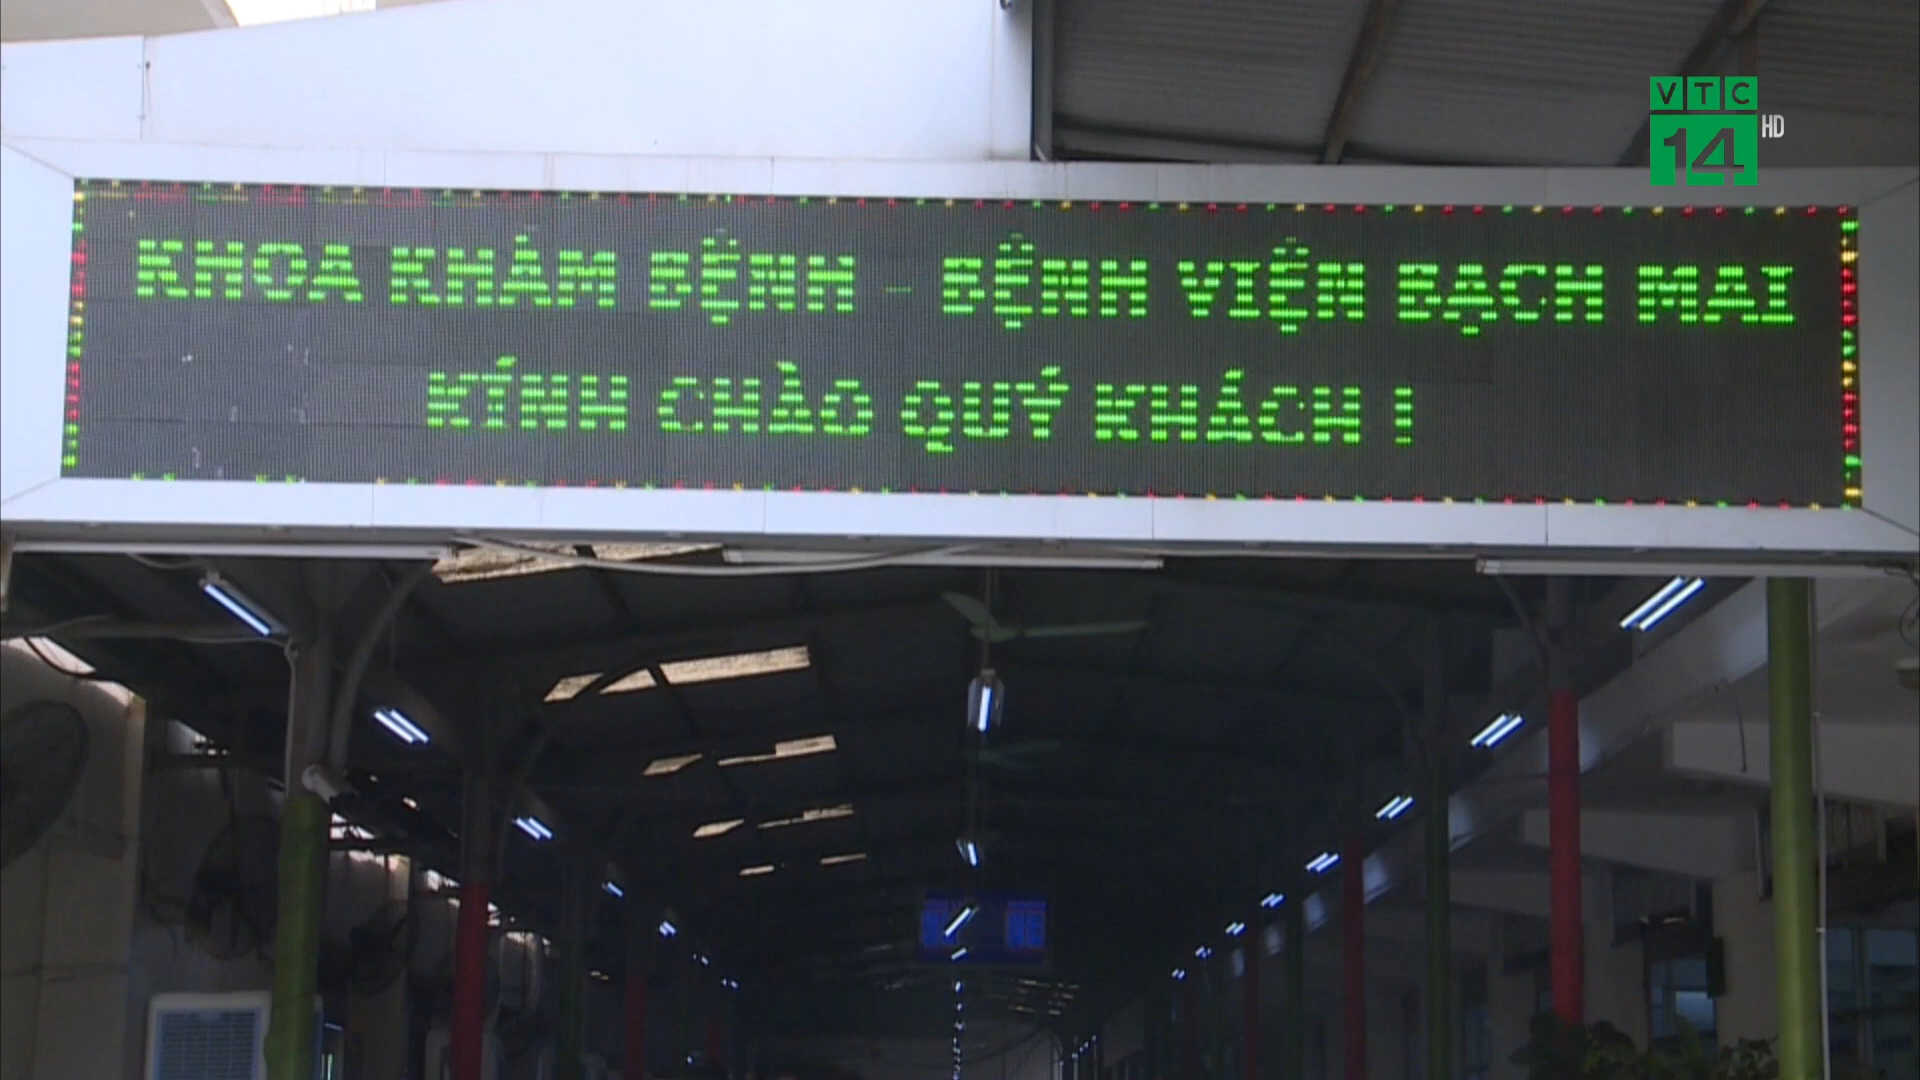 VTC
14 HD
KHOA KHÁM BỆNH - BỆNH VIỆN BẠCH MAI
KÍNH CHÀO QUÝ KHÁCH !